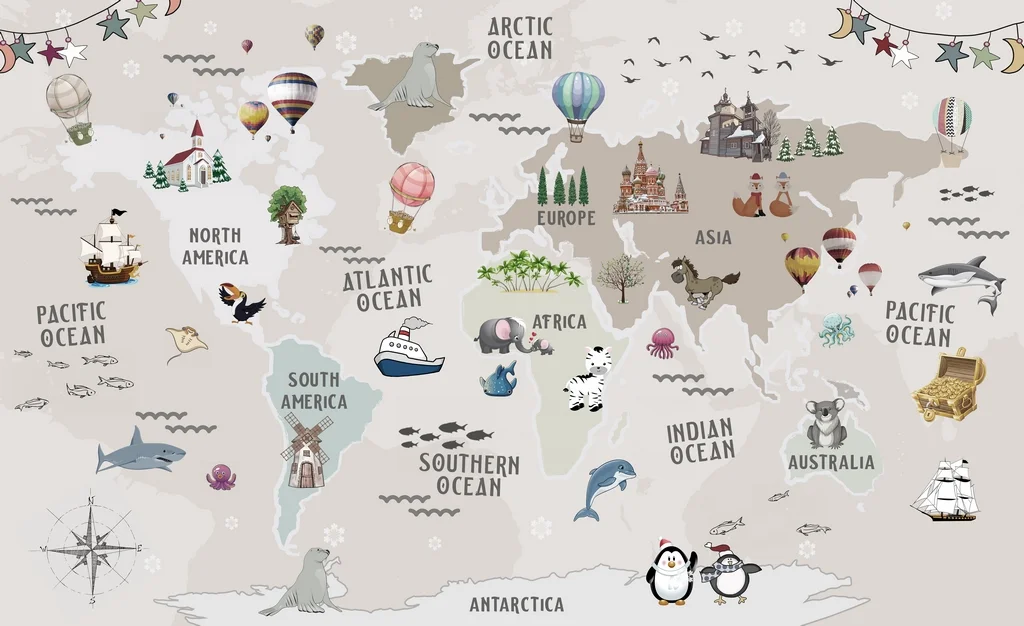 ARCTIC
OCEAN
EUROPE
ASIA
NORTH
AMERICA
ATLANTIC
OCEAN
PACIFIC
OCEAN
PACIFIC
OCEAN
AFRICA
SOUTH
AMERICA
INDIAN
OCEAN
SOUTHERN
OCEAN
AUSTRALIA
N
W
E
S
ANTARCTICA